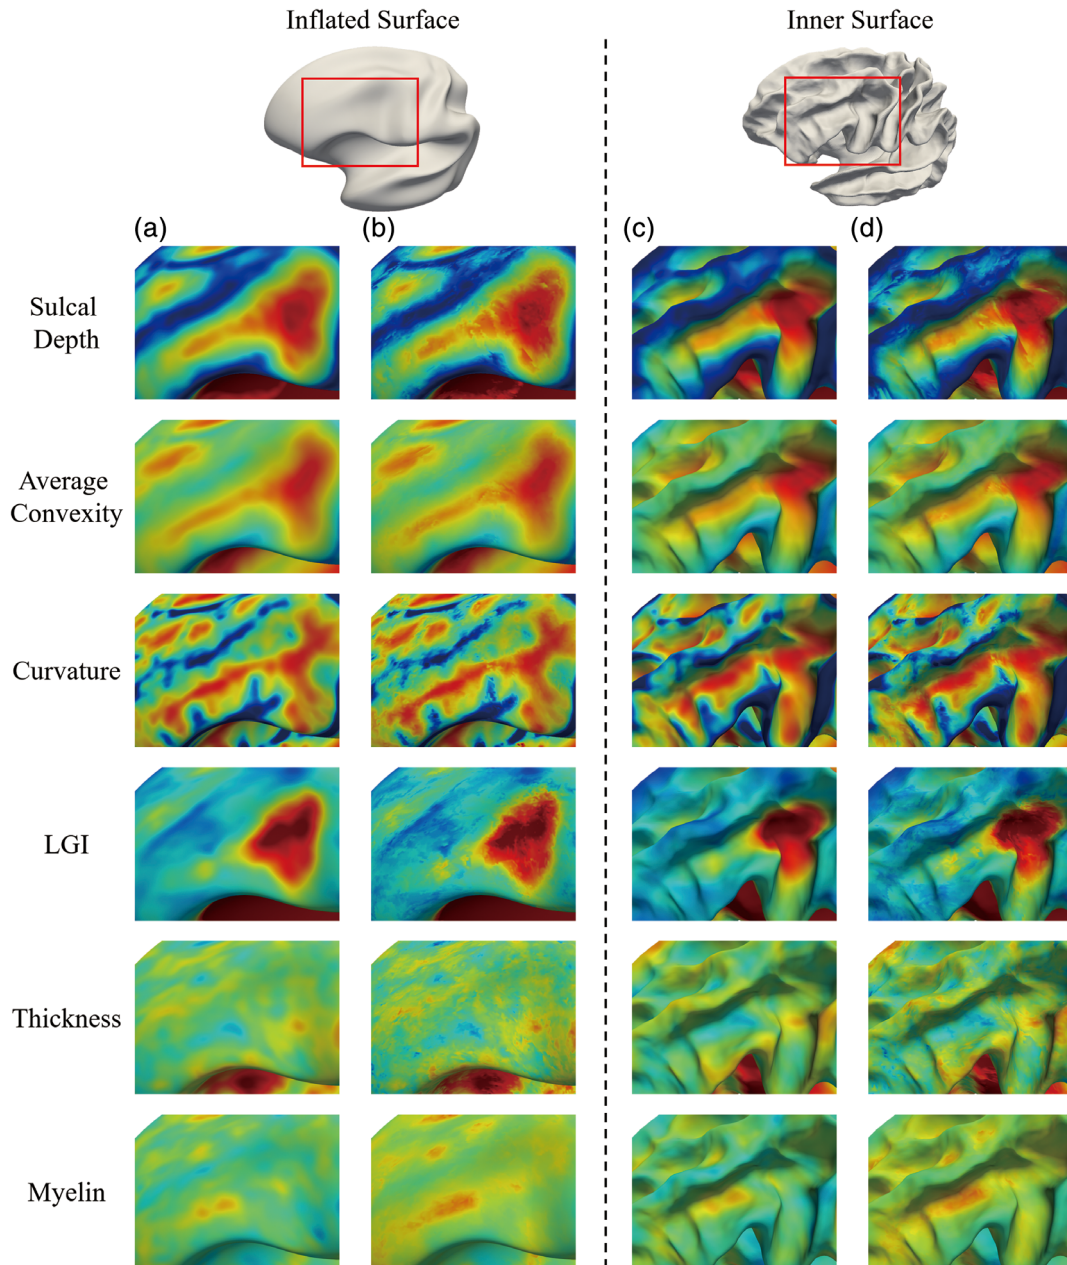 Inflated Surface
Inner Surface
(a)
(b)
(c)
(d)
Sulcal
Depth
Average
Convexity
Curvature
LGI
Thickness
Myelin